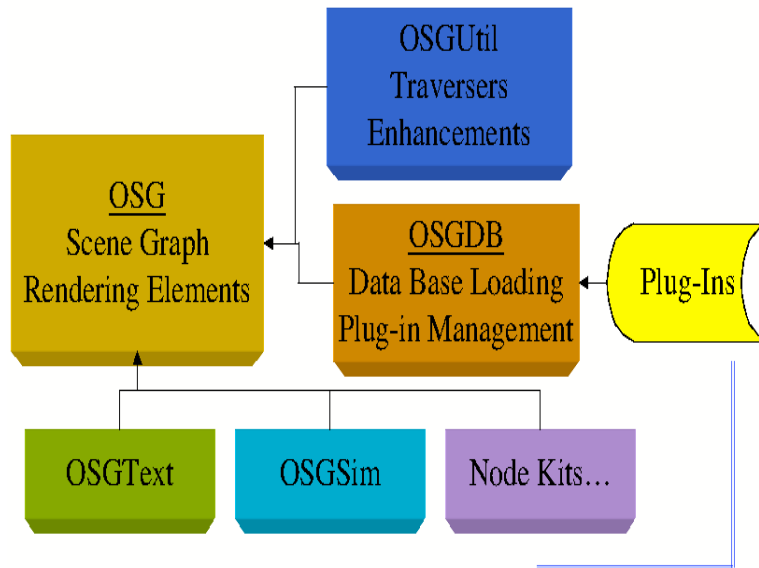 OSGUtil
Traversers
Enhancements
OSG
Scene Graph
Rendering Elements
OSGDB
Data Base Loading
Plug-in Management
Plug-Ins
OSGText
OSGSim
Node Kits…